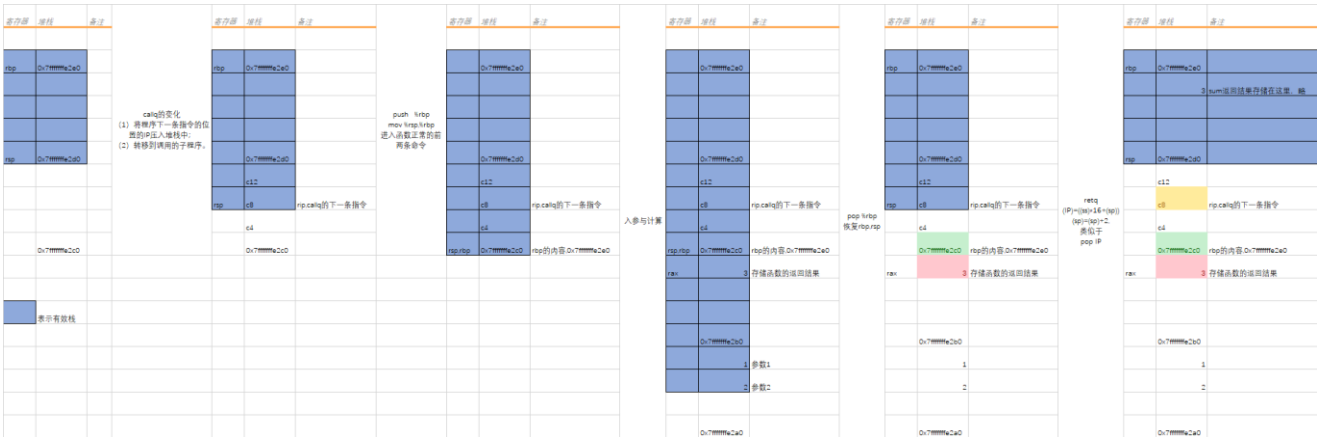 寄存器 堆栈 备注 寄存器 堆栈 备注 寄存器 堆栈 备注 寄存器 堆栈 备注 寄存器 堆栈 备注 寄存器 堆栈 备注
rbp 0x7fffffffe2e0
rsp 0x7fffffffe2d0
0x7fffffffe2c0
表示有效栈
callq的变化
（1）将程序下一条指令的位
置的IP压入堆栈中;
（2）转移到调用的子程序。
rbp 0x7fffffffe2e0
0x7fffffffe2d0
c12
rsp c8 rip.callq的下一条指令
c4
0x7fffffffe2c0
push %rbp
mov %rsp,%rbp
进入函数正常的前
两条命令
0x7fffffffe2e0
0x7fffffffe2d0
c12
c8 rip.callq的下一条指令
c4
rsp,rbp 0x7fffffffe2c0 rbp的内容,0x7fffffffe2e0
入参与计算
0x7fffffffe2e0
0x7fffffffe2d0
c12
c8 rip.callq的下一条指令
c4
rsp,rbp 0x7fffffffe2c0 rbp的内容,0x7fffffffe2e0
rax 3 存储函数的返回结果
0x7fffffffe2b0
1 参数1
2 参数2
0x7fffffffe2a0
pop %rbp
恢复rbp,rsp
rbp 0x7fffffffe2e0
0x7fffffffe2d0
c12
rsp c8 rip.callq的下一条指令
c4
0x7fffffffe2c0 rbp的内容,0x7fffffffe2e0
rax 3 存储函数的返回结果
0x7fffffffe2b0
1
2
0x7fffffffe2a0
retq
(IP)=((ss)×16+(sp))
(sp)=(sp)+2,
类似于
pop IP
rbp 0x7fffffffe2e0
3 sum返回结果存储在这里，略
rsp 0x7fffffffe2d0
c12
c8 rip.callq的下一条指令
c4
0x7fffffffe2c0 rbp的内容,0x7fffffffe2e0
rax 3 存储函数的返回结果
0x7fffffffe2b0
1
2
0x7fffffffe2a0